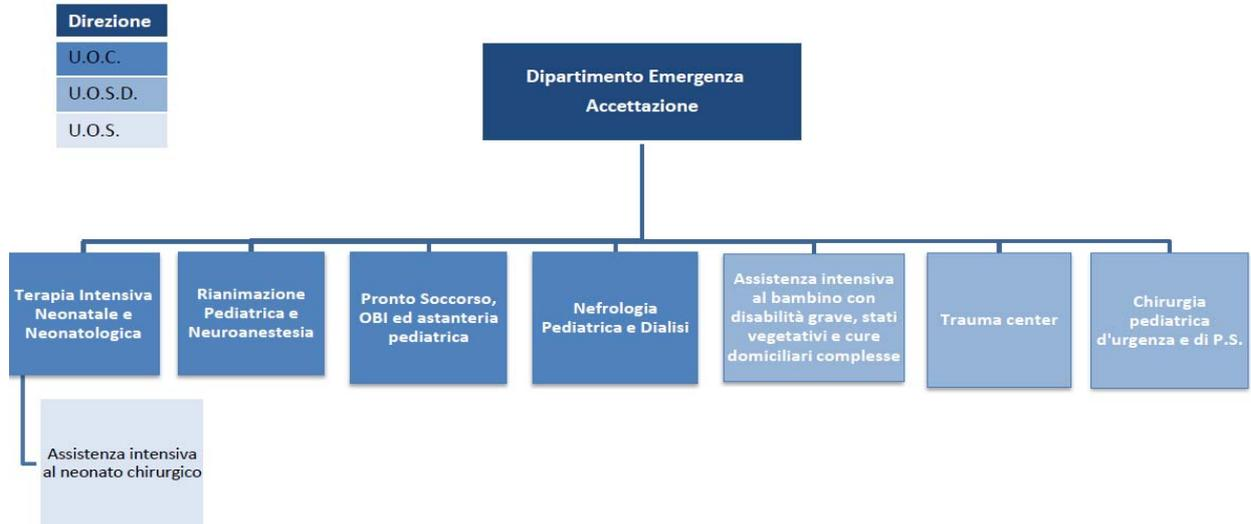 Direzione
U.O.C.
U.O.S.D.
U.O.S.
Dipartimento Emergenza
Accettazione
Terapia Intensiva
Neonatale e
Neonatologica
Rianimazione
Pediatrica e
Neuroanestesia
Pronto Soccorso,
OBI ed astanteria
pediatrica
Nefrologia
Pediatrica e Dialisi
Assistenza intensiva
al bambino con
disabilità grave, stati
vegetativi e cure
domiciliari complesse
Trauma center
Chirurgia
pediatrica
d'urgenza e di P.S.
Assistenza intensiva
al neonato chirurgico